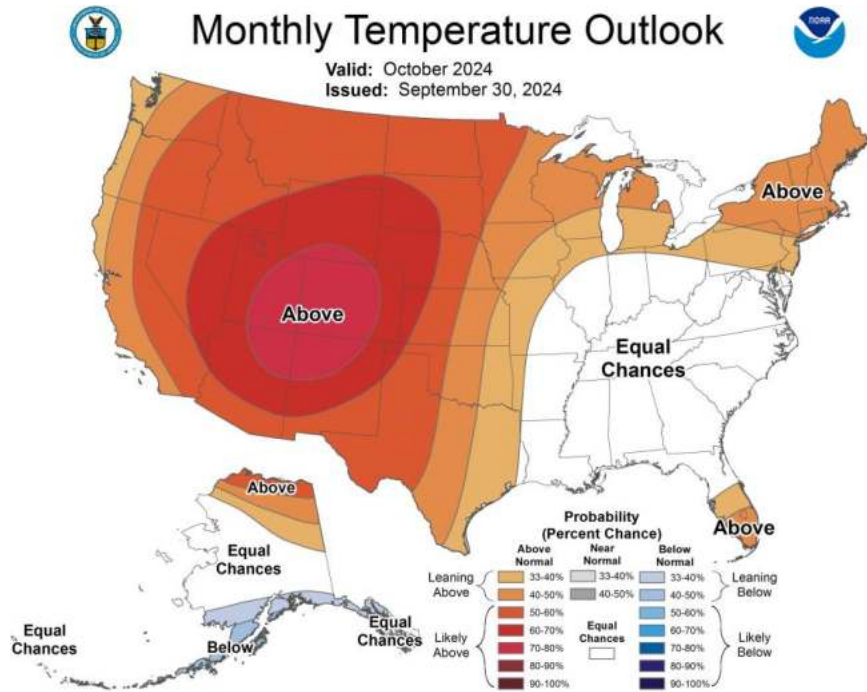 NOAA
Monthly Temperature Outlook
Valid: October 2024
Issued: September 30, 2024
Above
Above
Equal
Chances
Above
Above
Equal
Chances
Equal
Chances
Below
Equal
Chances
Probability
(Percent Chance)
Above
Normal
Near
Normal
Below
Normal
Leaning
Above
33-40%
33-40%
33-40%
Leaning
Below
40-50%
40-50%
40-50%
Likely
Above
50-60%
50-60%
Likely
Below
60-70%
60-70%
70-80%
Equal
Chances
70-80%
80-90%
80-90%
90-100%
90-100%